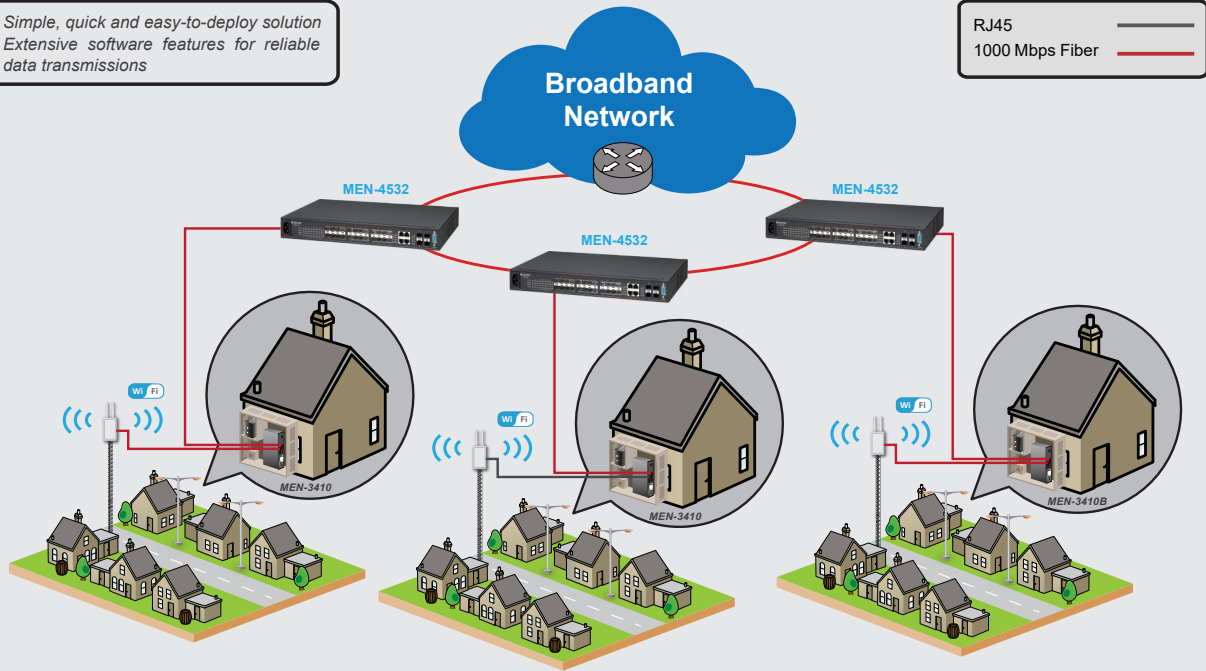 Simple, quick and easy-to-deploy solution
Extensive software features for reliable
data transmissions
RJ45
1000 Mbps Fiber
Broadband
Network
MEN-4532
MEN-4532
MEN-4532
Wi Fi
Wi Fi
Wi Fi
MEN-3410
MEN-3410
MEN-3410B